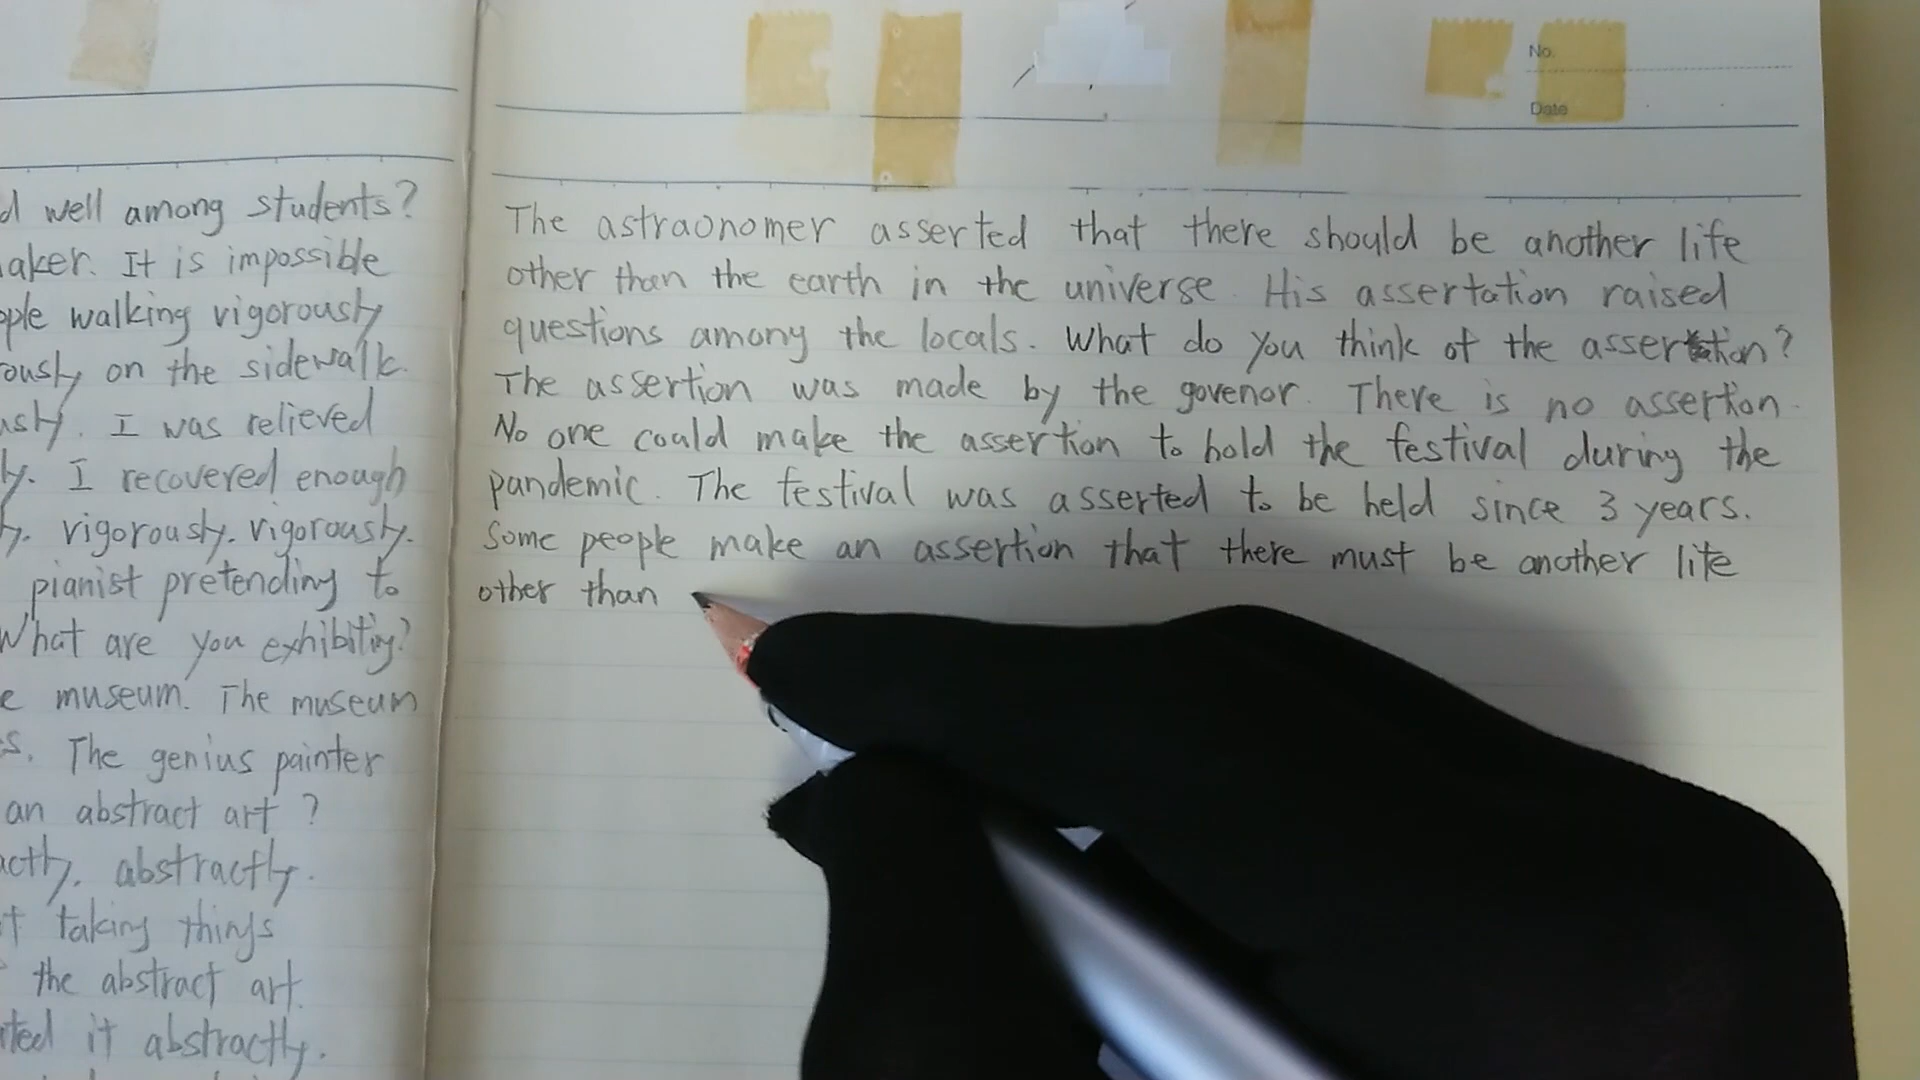 well among students?
It is impossible
walking vigorously
on the sidewalk.
I was relieved
I recovered enough
vigorously. vigorously.
pianist pretending to
What are you exhibiting?
museum. The museum
The genius painter
an abstract art?
abstractly.
taking things
the abstract art.
it abstractly.
No.
Date
The astraonomer asserted that there should be another life
other than the earth in the universe. His assertation raised
questions among the locals. What do you think of the assertion?
The assertion was made by the govenor. There is no assertion.
No one could make the assertion to hold the festival during the
pandemic. The festival was asserted to be held since 3 years.
Some people make an assertion that there must be another life
other than